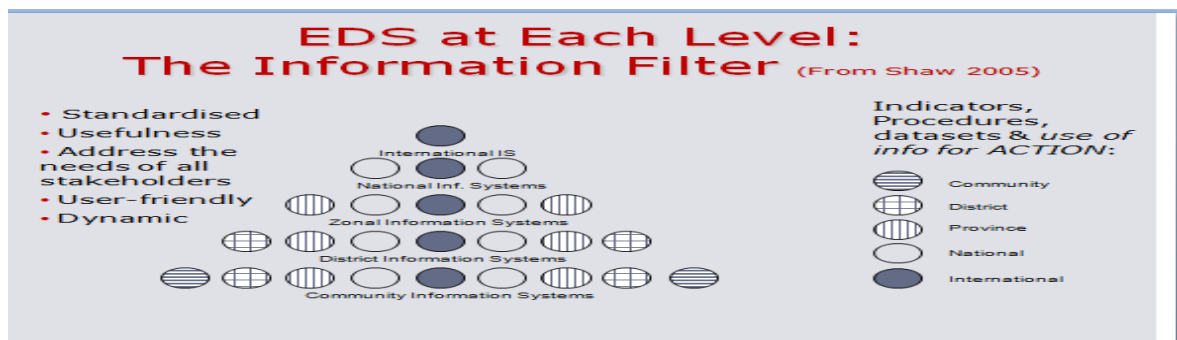 EDS at Each Level:
The Information Filter (From Shaw 2005)
• Standardised
• Usefulness
• Address the
needs of all
stakeholders
• User-friendly
• Dynamic
International IS
National Inf. Systems
Zonal Information Systems
District Information Systems
Community Information Systems
Indicators,
Procedures,
datasets & use of
info for ACTION:
Community
District
Province
National
International